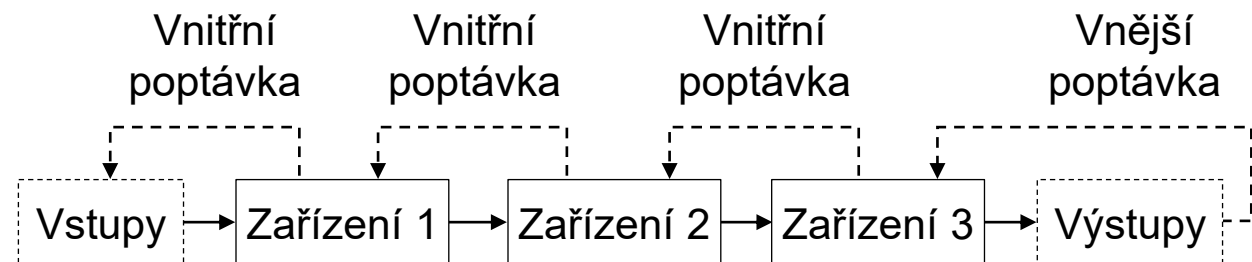 Vnitřní
poptávka
Vnitřní
poptávka
Vnitřní
poptávka
Vnější
poptávka
Vstupy
Zařízení 1
Zařízení 2
Zařízení 3
Výstupy